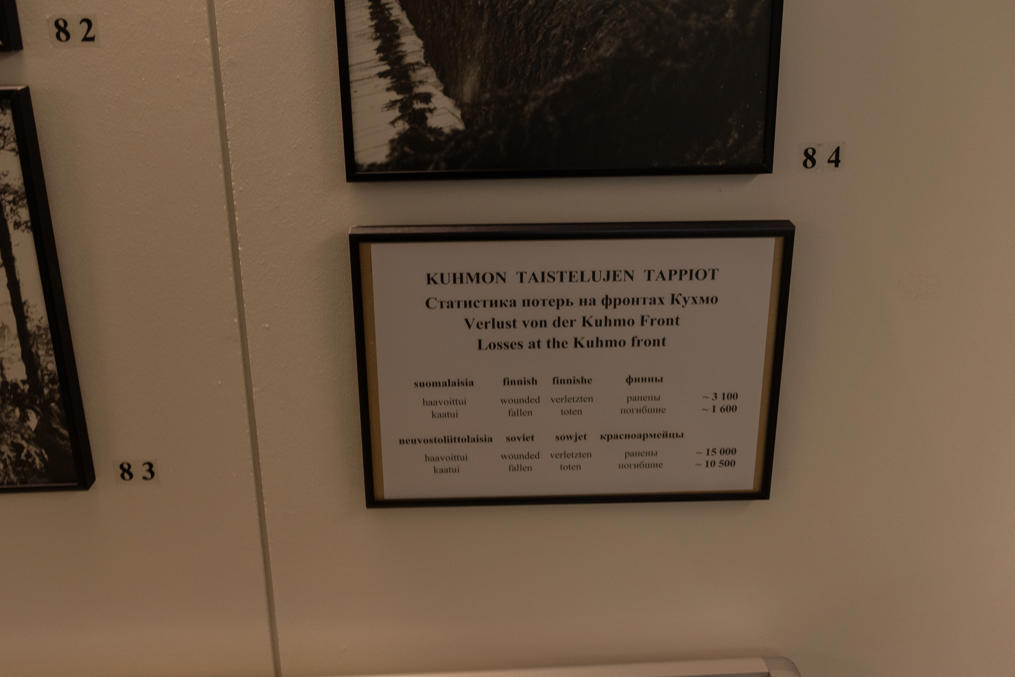 82
84
83
KUHMON TAISTELUJEN TAPPIOT
Статистика потерь на фронтах Кухмо
Verlust von der Kuhmo Front
Losses at the Kuhmo front
suomalaisia finnish finnishe финны
haavoittui wounded verletzten ранены ~ 3 100
kaatui fallen toten погибшие ~ 1 600
neuvostoliittolaisia soviet sowjet красноармейцы
haavoittui wounded verletzten ранены ~ 15 000
kaatui fallen toten погибшие ~ 10 500